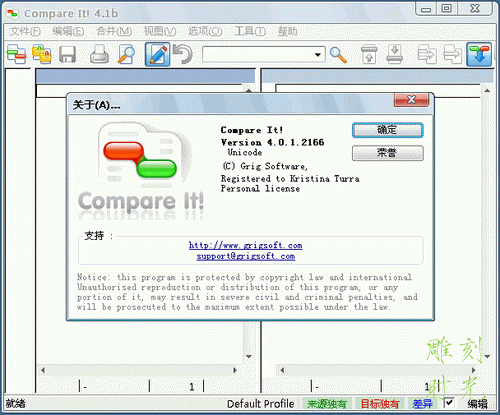 Compare It! 4.1b
文件(F) 编辑(E) 合并(M) 视图(V) 选项(O) 工具(T) 帮助
关于(A)...
Compare It!
Version 4.0.1.2166
Unicode
(C) Grig Software,
Registered to Kristina Turra
Personal license
确定
荣誉
Compare It!
支持 :
http://www.grigsoft.com
support@grigsoft.com
Notice: this program is protected by copyright law and international
Unauthorised reproduction or distribution of this program, or any
portion of it, may result in severe civil and criminal penalties, and
will be prosecuted to the maximum extent possible under the law.
雕刻
时光
|- 1 | |- 1 |
就绪 Default Profile 来源独有 目标独有 差异 编辑